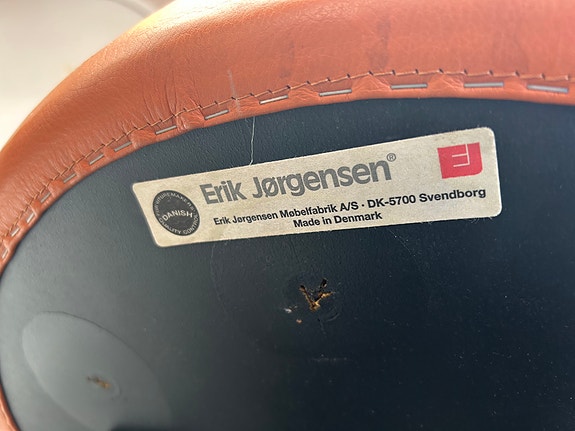 Erik Jørgensen®
EJ
Erik Jørgensen Møbelfabrik A/S · DK-5700 Svendborg
Made in Denmark
DANISH